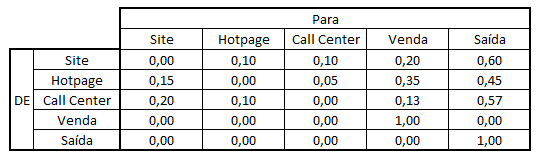 Para
Site Hotpage Call Center Venda Saída
DE
Site 0,00 0,10 0,10 0,20 0,60
Hotpage 0,15 0,00 0,05 0,35 0,45
Call Center 0,20 0,10 0,00 0,13 0,57
Venda 0,00 0,00 0,00 1,00 0,00
Saída 0,00 0,00 0,00 0,00 1,00